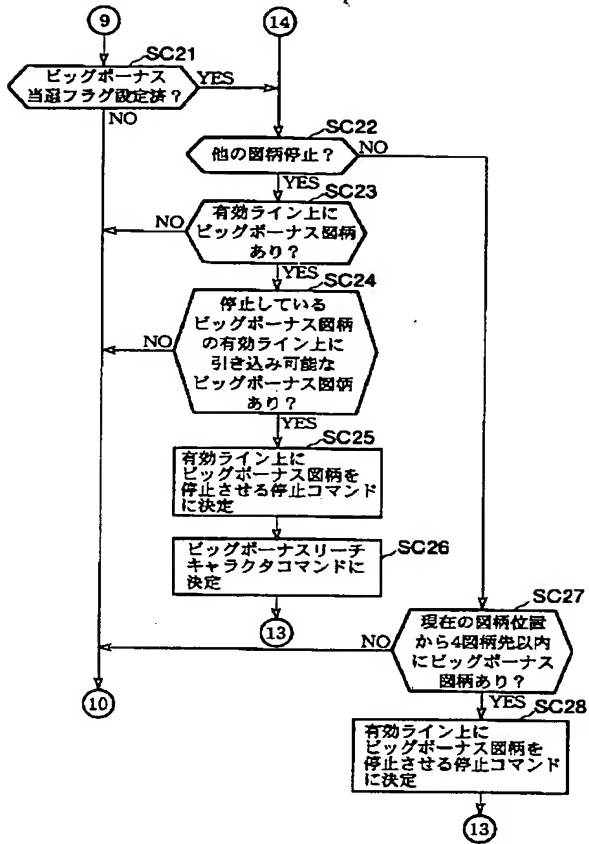 9
14
SC21
ビッグボーナス
当選フラグ設定済?
YES
NO
SC22
他の図柄停止?
NO
YES
SC23
有効ライン上に
ビッグボーナス図柄
あり?
NO
YES
SC24
停止している
ビッグボーナス図柄
の有効ライン上に
引き込み可能な
ビッグボーナス図柄
あり?
NO
YES
SC25
有効ライン上に
ビッグボーナス図柄を
停止させる停止コマンド
に決定
SC26
ビッグボーナスリーチ
キャラクタコマンドに
決定
13
SC27
現在の図柄位置
から4図柄先以内
にビッグボーナス
図柄あり?
NO
YES
10
SC28
有効ライン上に
ビッグボーナス図柄を
停止させる停止コマンド
に決定
13